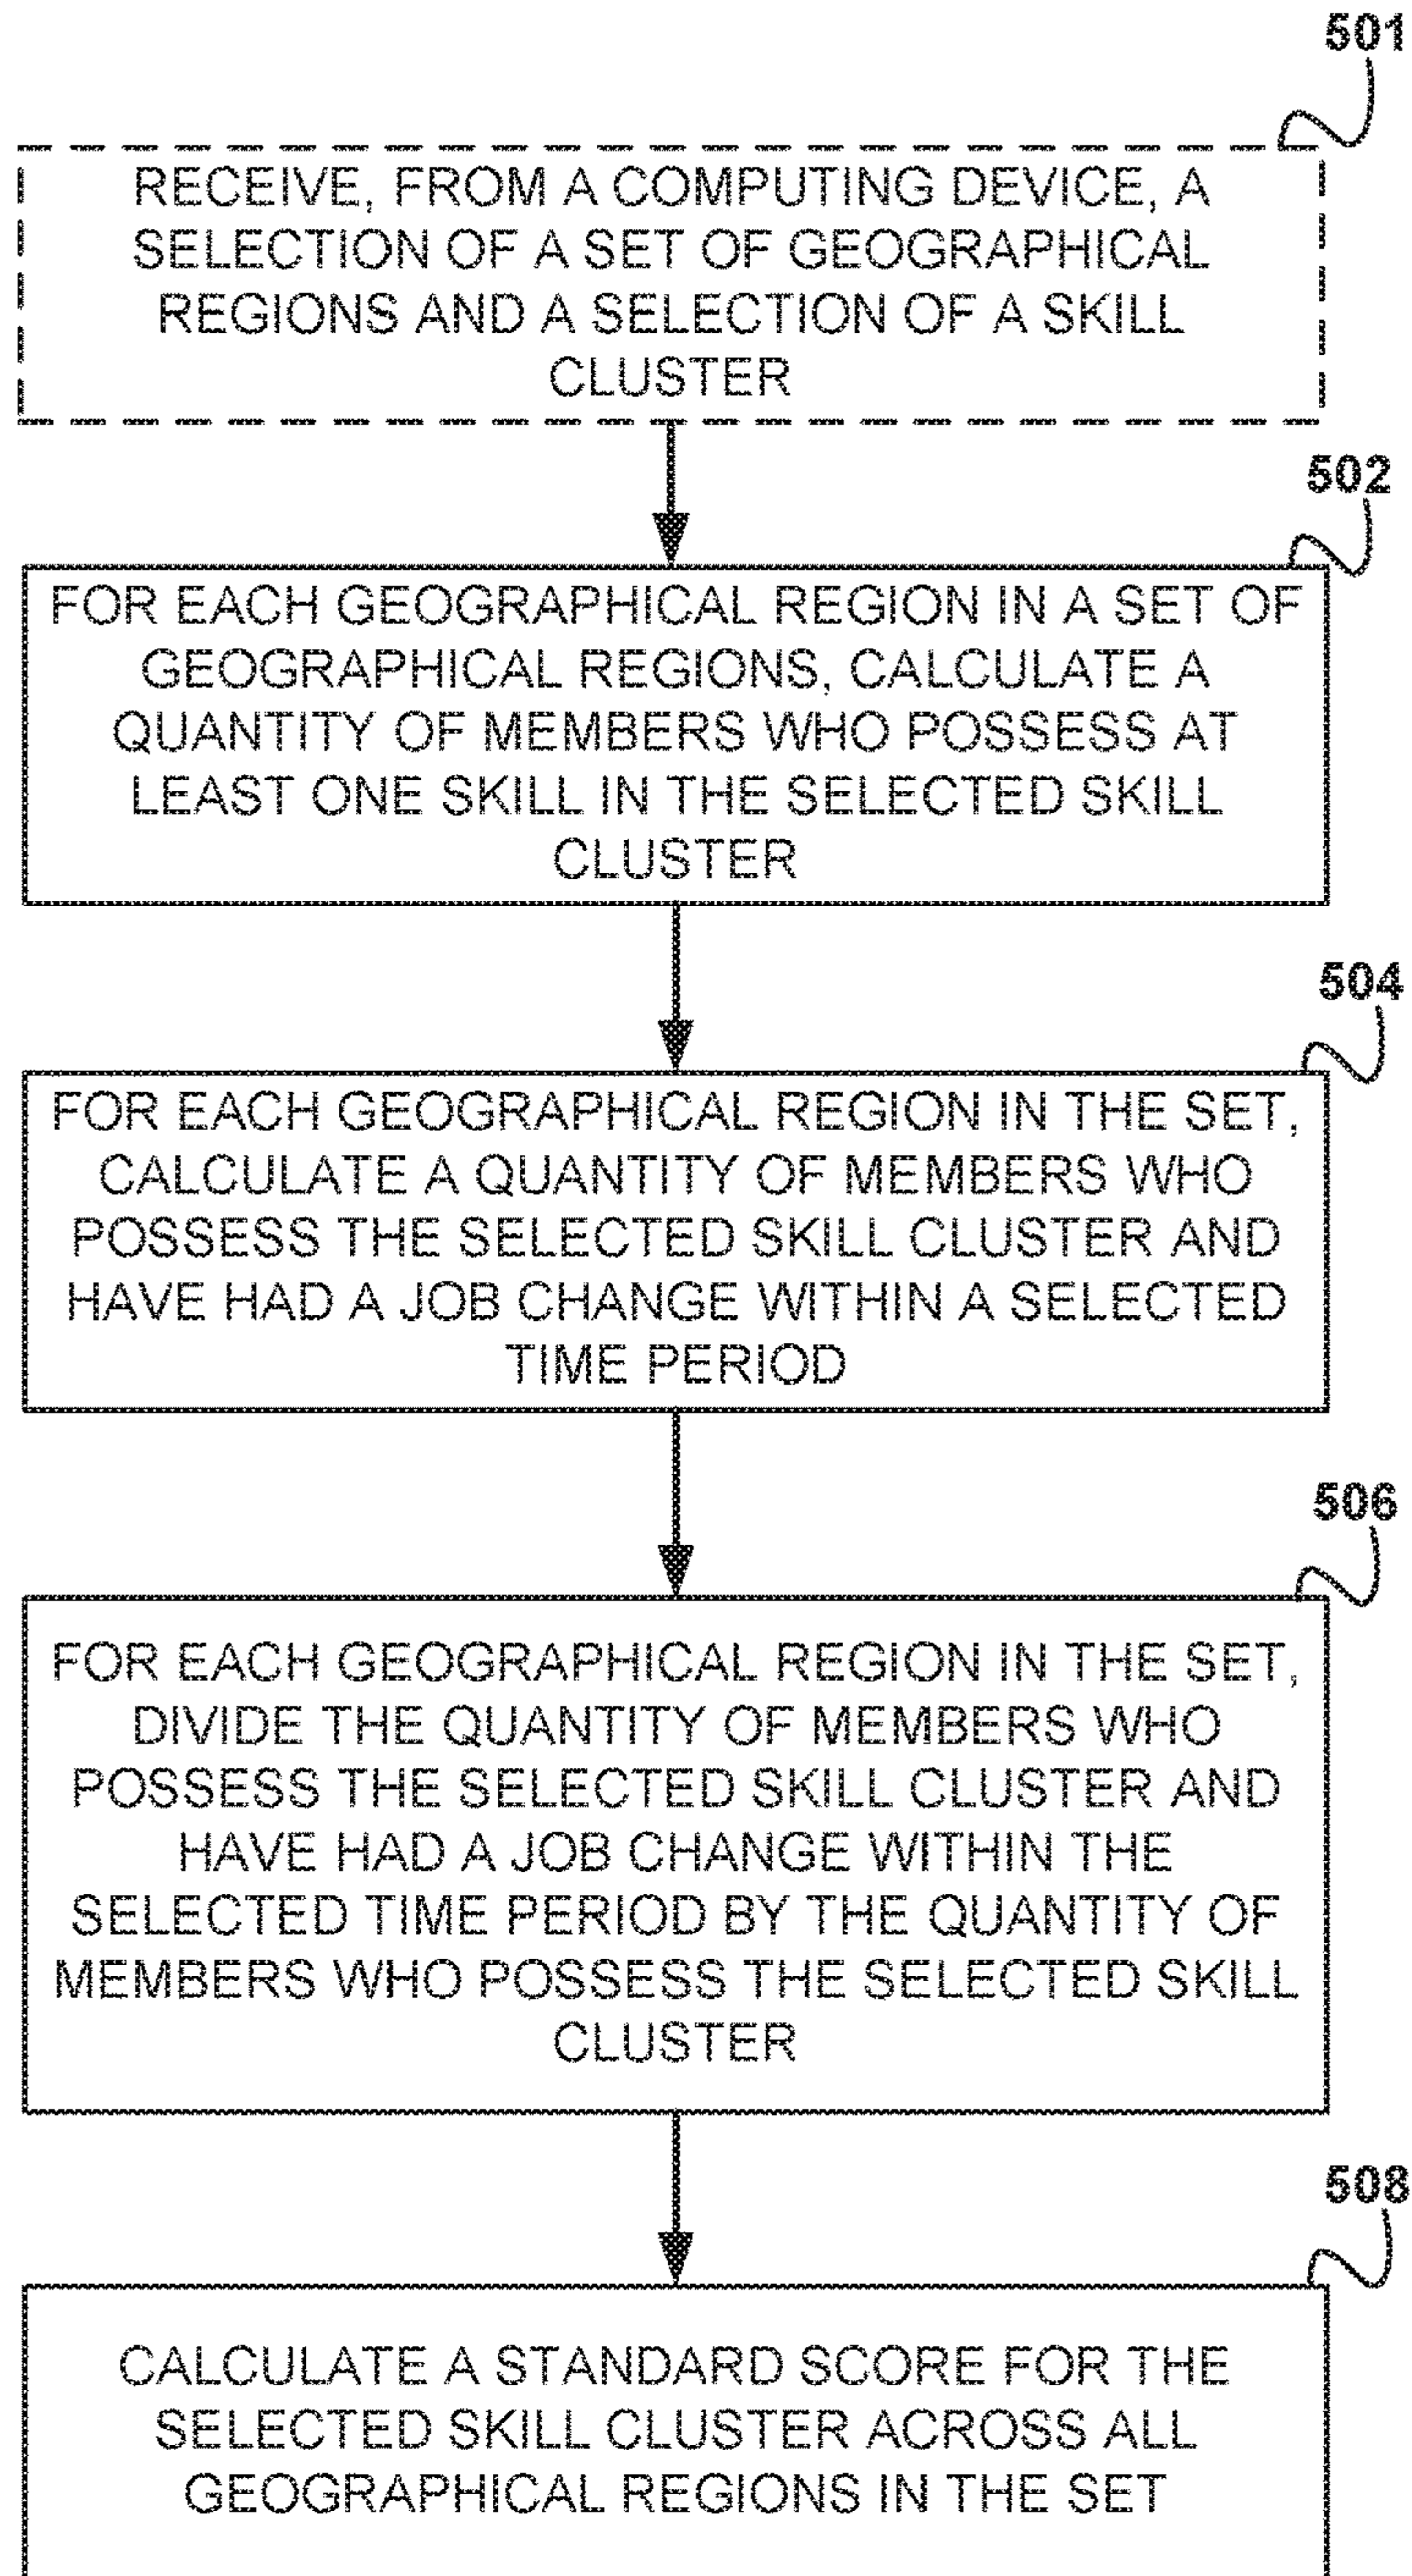 501
RECEIVE, FROM A COMPUTING DEVICE, A
SELECTION OF A SET OF GEOGRAPHICAL
REGIONS AND A SELECTION OF A SKILL
CLUSTER
502
FOR EACH GEOGRAPHICAL REGION IN A SET OF
GEOGRAPHICAL REGIONS, CALCULATE A
QUANTITY OF MEMBERS WHO POSSESS AT
LEAST ONE SKILL IN THE SELECTED SKILL
CLUSTER
504
FOR EACH GEOGRAPHICAL REGION IN THE SET,
CALCULATE A QUANTITY OF MEMBERS WHO
POSSESS THE SELECTED SKILL CLUSTER AND
HAVE HAD A JOB CHANGE WITHIN A SELECTED
TIME PERIOD
506
FOR EACH GEOGRAPHICAL REGION IN THE SET,
DIVIDE THE QUANTITY OF MEMBERS WHO
POSSESS THE SELECTED SKILL CLUSTER AND
HAVE HAD A JOB CHANGE WITHIN THE
SELECTED TIME PERIOD BY THE QUANTITY OF
MEMBERS WHO POSSESS THE SELECTED SKILL
CLUSTER
508
CALCULATE A STANDARD SCORE FOR THE
SELECTED SKILL CLUSTER ACROSS ALL
GEOGRAPHICAL REGIONS IN THE SET